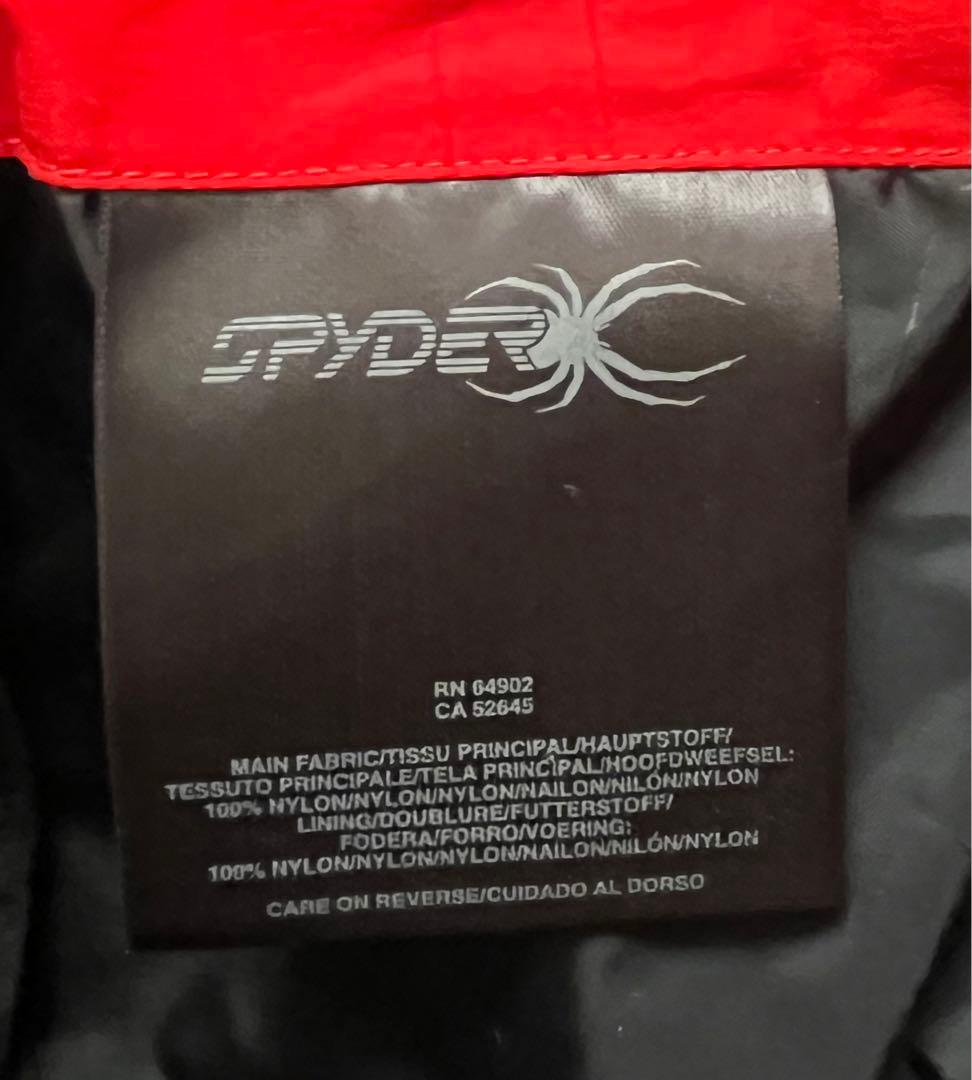 SPYDER
RN 64902
CA 52645
MAIN FABRIC/TISSU PRINCIPAL/HAUPTSTOFF/
TESSUTO PRINCIPALE/TELA PRINCIPAL/HOOFDWEEFSEL:
100% NYLON/NYLON/NYLON/NAILON/NILÓN/NYLON
LINING/DOUBLURE/FUTTERSTOFF/
FODERA/FORRO/VOERING:
100% NYLON/NYLON/NYLON/NAILON/NILÓN/NYLON
CARE ON REVERSE/CUIDADO AL DORSO